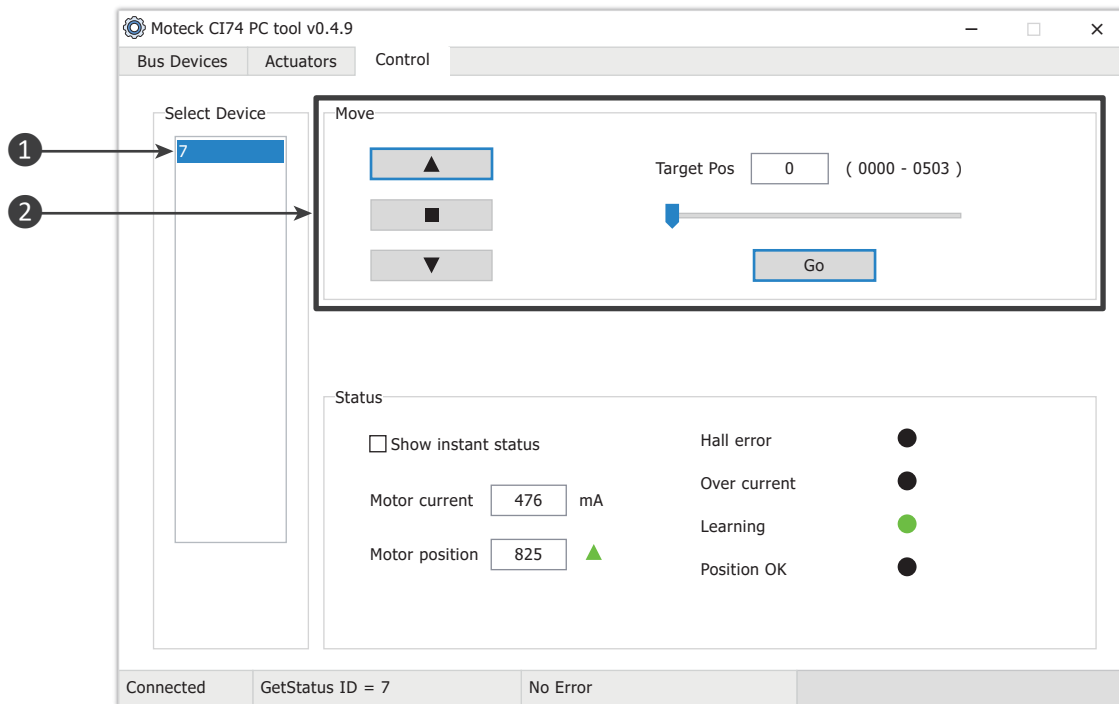 Moteck CI74 PC tool v0.4.9
Bus Devices Actuators Control
Select Device
1
7
2
Move
Target Pos 0 ( 0000 - 0503 )
Go
Status
Show instant status
Motor current 476 mA
Motor position 825
Hall error
Over current
Learning
Position OK
Connected GetStatus ID = 7 No Error